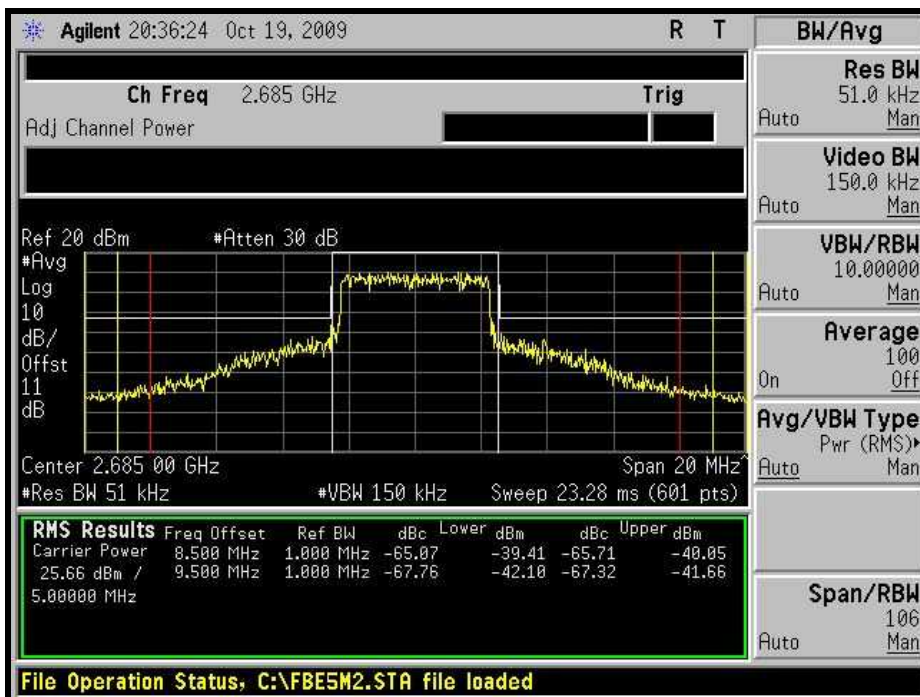 Agilent 20:36:24 Oct 19, 2009 R T
BW/Avg
Ch Freq 2.685 GHz Trig
Adj Channel Power
Ref 20 dBm #Atten 30 dB
#Avg
Log
10
dB/
Offst
11
dB
Center 2.685 00 GHz Span 20 MHz^
#Res BW 51 kHz #VBW 150 kHz Sweep 23.28 ms (601 pts)
RMS Results Freq Offset Ref BW dBc Lower dBm dBc Upper dBm
Carrier Power 8.500 MHz 1.000 MHz -65.07 -39.41 -65.71 -40.05
25.66 dBm / 9.500 MHz 1.000 MHz -67.76 -42.10 -67.32 -41.66
5.00000 MHz
Res BW
51.0 kHz
Auto Man
Video BW
150.0 kHz
Auto Man
VBW/RBW
10.00000
Auto Man
Average
100
On Off
Avg/VBW Type
Pwr (RMS)▸
Auto Man
Span/RBW
106
Auto Man
File Operation Status, C:\FBE5M2.STA file loaded